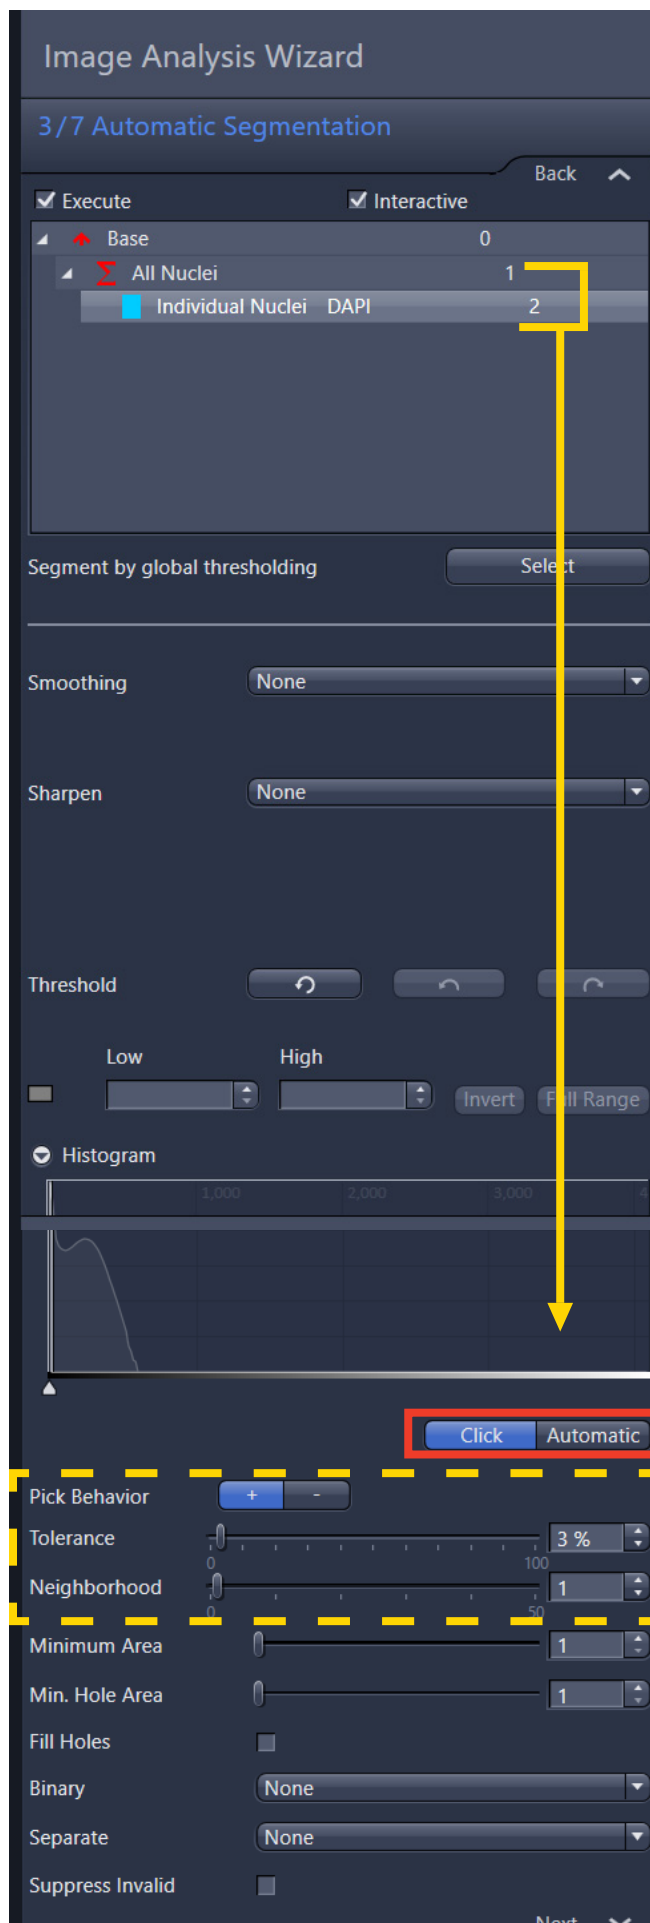 Image Analysis Wizard
3/7 Automatic Segmentation
Back
Execute Interactive
Base 0
All Nuclei 1
Individual Nuclei DAPI 2
Segment by global thresholding Select
Smoothing None
Sharpen None
Threshold
Low High
Invert Full Range
Histogram
1,000 2,000 3,000 4
Click Automatic
Pick Behavior + -
Tolerance 3 %
0 100
Neighborhood 1
0 50
Minimum Area 1
Min. Hole Area 1
Fill Holes
Binary None
Separate None
Suppress Invalid
Next